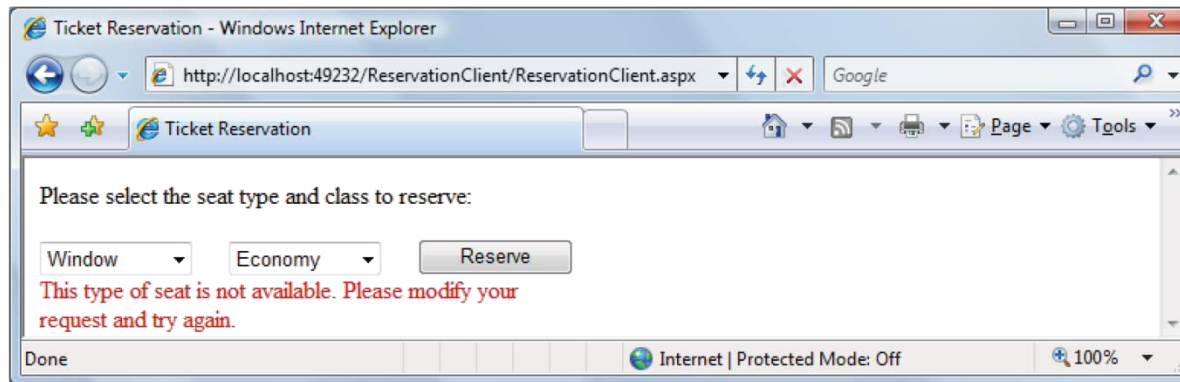 Ticket Reservation - Windows Internet Explorer
http://localhost:49232/ReservationClient/ReservationClient.aspx
Google
Ticket Reservation
Page
Tools
Please select the seat type and class to reserve:
Window
Economy
Reserve
This type of seat is not available. Please modify your
request and try again.
Done
Internet | Protected Mode: Off
100%